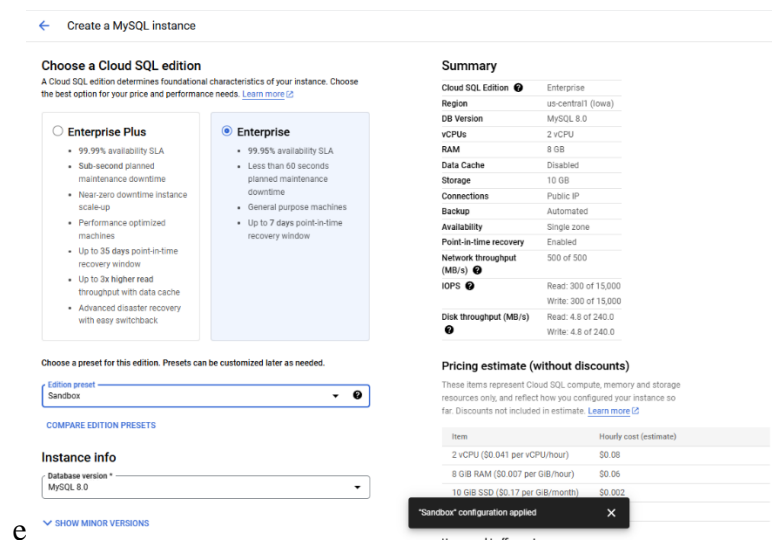 Create a MySQL instance
Choose a Cloud SQL edition
A Cloud SQL edition determines foundational characteristics of your instance. Choose
the best option for your price and performance needs. Learn more
Enterprise Plus
• 99.99% availability SLA
• Sub-second planned
maintenance downtime
• Near-zero downtime instance
scale-up
• Performance optimized
machines
• Up to 35 days point-in-time
recovery window
• Up to 3x higher read
throughput with data cache
• Advanced disaster recovery
with easy switchback
Enterprise
• 99.95% availability SLA
• Less than 60 seconds
planned maintenance
downtime
• General purpose machines
• Up to 7 days point-in-time
recovery window
Choose a preset for this edition. Presets can be customized later as needed.
Edition preset
Sandbox
COMPARE EDITION PRESETS
Instance info
Database version *
MySQL 8.0
SHOW MINOR VERSIONS
e
Summary
Cloud SQL Edition Enterprise
Region us-central1 (Iowa)
DB Version MySQL 8.0
vCPUs 2 vCPU
RAM 8 GB
Data Cache Disabled
Storage 10 GB
Connections Public IP
Backup Automated
Availability Single zone
Point-in-time recovery Enabled
Network throughput 500 of 500
(MB/s)
IOPS Read: 300 of 15,000
Write: 300 of 15,000
Disk throughput (MB/s) Read: 4.8 of 240.0
Write: 4.8 of 240.0
Pricing estimate (without discounts)
These items represent Cloud SQL compute, memory and storage
resources only, and reflect how you configured your instance so
far. Discounts not included in estimate. Learn more
Item Hourly cost (estimate)
2 vCPU ($0.041 per vCPU/hour) $0.08
8 GiB RAM ($0.007 per GiB/hour) $0.06
10 GiB SSD ($0.17 per GiB/month) $0.002
"Sandbox" configuration applied